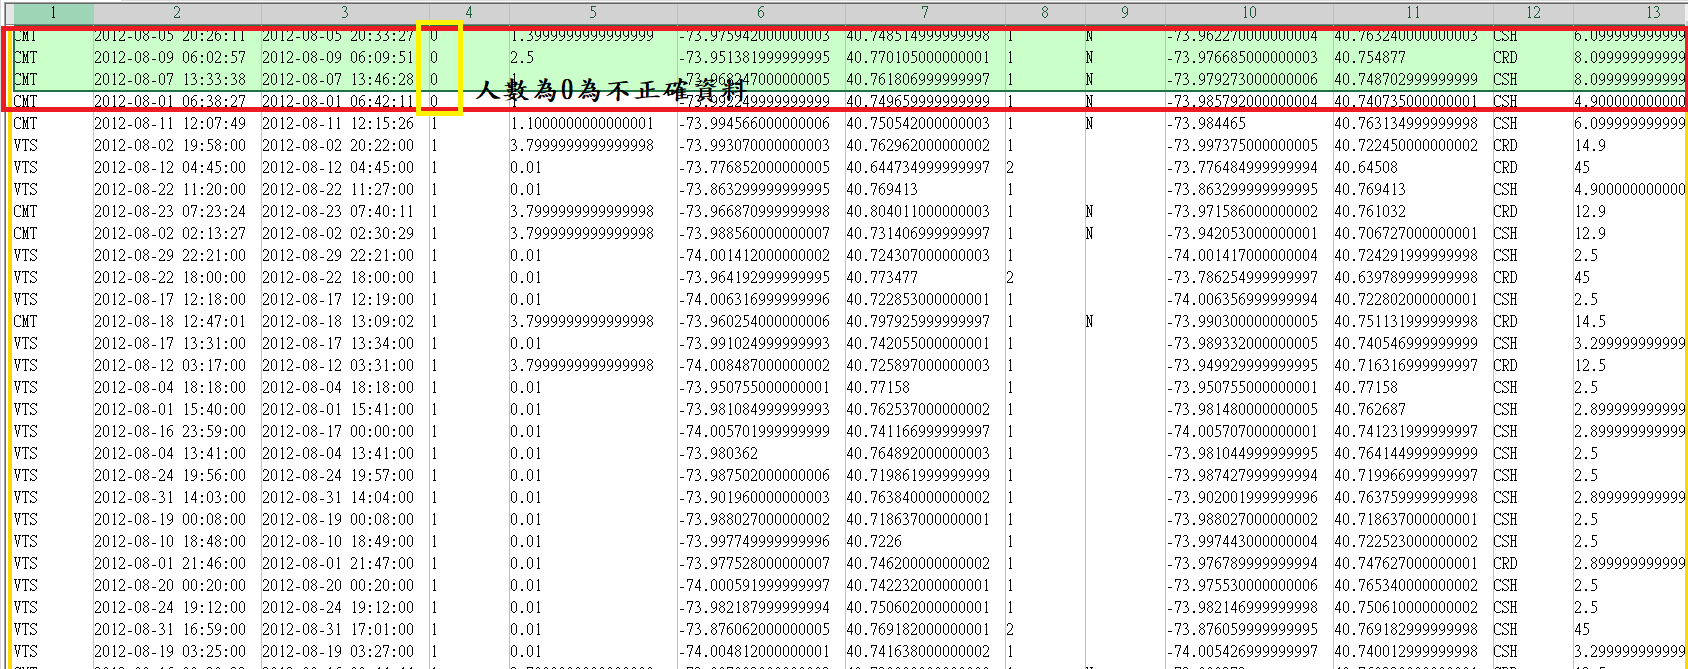 1 2 3 4 5 6 7 8 9 10 11 12 13
CMT 2012-08-05 20:26:11 2012-08-05 20:33:27 0 1.3999999999999999 -73.975942000000003 40.748514999999998 1 N -73.962270000000004 40.763240000000003 CSH 6.099999999999
CMT 2012-08-09 06:02:57 2012-08-09 06:09:51 0 2.5 -73.951381999999995 40.770105000000001 1 N -73.976685000000003 40.754877 CRD 8.099999999999
CMT 2012-08-07 13:33:38 2012-08-07 13:46:28 0 40.761806999999997 1 N -73.979273000000006 40.748702999999999 CSH 8.099999999999
人數為0為不正確資料
CMT 2012-08-01 06:38:27 2012-08-01 06:42:11 0 40.749659999999999 1 N -73.985792000000004 40.740735000000001 CSH 4.900000000000
CMT 2012-08-11 12:07:49 2012-08-11 12:15:26 1 1.1000000000000001 -73.994566000000006 40.750542000000003 1 N -73.984465 40.763134999999998 CSH 6.099999999999
VTS 2012-08-02 19:58:00 2012-08-02 20:22:00 1 3.7999999999999998 -73.993070000000003 40.762962000000002 1 -73.997375000000005 40.722450000000002 CRD 14.9
VTS 2012-08-12 04:45:00 2012-08-12 04:45:00 1 0.01 -73.776852000000005 40.644734999999997 2 -73.776484999999994 40.64508 CRD 45
VTS 2012-08-22 11:20:00 2012-08-22 11:27:00 1 0.01 -73.863299999999995 40.769413 1 -73.863299999999995 40.769413 CSH 4.900000000000
CMT 2012-08-23 07:23:24 2012-08-23 07:40:11 1 3.7999999999999998 -73.966870999999998 40.804011000000003 1 N -73.971586000000002 40.761032 CRD 12.9
CMT 2012-08-02 02:13:27 2012-08-02 02:30:29 1 3.7999999999999998 -73.988560000000007 40.731406999999997 1 N -73.942053000000001 40.706727000000001 CSH 12.9
VTS 2012-08-29 22:21:00 2012-08-29 22:21:00 1 0.01 -74.001412000000002 40.724307000000003 1 -74.001417000000004 40.724291999999998 CSH 2.5
VTS 2012-08-22 18:00:00 2012-08-22 18:00:00 1 0.01 -73.964192999999995 40.773477 2 -73.786254999999997 40.639789999999998 CRD 45
VTS 2012-08-17 12:18:00 2012-08-17 12:19:00 1 0.01 -74.006316999999996 40.722853000000001 1 -74.006356999999994 40.722802000000001 CSH 2.5
CMT 2012-08-18 12:47:01 2012-08-18 13:09:02 1 3.7999999999999998 -73.960254000000006 40.797925999999997 1 N -73.990300000000005 40.751131999999998 CRD 14.5
VTS 2012-08-17 13:31:00 2012-08-17 13:34:00 1 0.01 -73.991024999999993 40.742055000000001 1 -73.989332000000005 40.740546999999999 CSH 3.299999999999
VTS 2012-08-12 03:17:00 2012-08-12 03:31:00 1 3.7999999999999998 -74.008487000000002 40.725897000000003 1 -73.949929999999995 40.716316999999997 CRD 12.5
VTS 2012-08-04 18:18:00 2012-08-04 18:18:00 1 0.01 -73.950755000000001 40.77158 1 -73.950755000000001 40.77158 CSH 2.5
VTS 2012-08-01 15:40:00 2012-08-01 15:41:00 1 0.01 -73.981084999999993 40.762537000000002 1 -73.981480000000005 40.762687 CSH 2.899999999999
VTS 2012-08-16 23:59:00 2012-08-17 00:00:00 1 0.01 -74.005701999999999 40.741166999999997 1 -74.005707000000001 40.741231999999997 CSH 2.899999999999
VTS 2012-08-04 13:41:00 2012-08-04 13:41:00 1 0.01 -73.980362 40.764892000000003 1 -73.981044999999995 40.764144999999999 CSH 2.5
VTS 2012-08-24 19:56:00 2012-08-24 19:57:00 1 0.01 -73.987502000000006 40.719861999999999 1 -73.987427999999994 40.719966999999997 CSH 2.5
VTS 2012-08-31 14:03:00 2012-08-31 14:04:00 1 0.01 -73.901960000000003 40.763840000000002 1 -73.902001999999996 40.763759999999998 CSH 2.899999999999
VTS 2012-08-19 00:08:00 2012-08-19 00:08:00 1 0.01 -73.988027000000002 40.718637000000001 1 -73.988027000000002 40.718637000000001 CSH 2.5
VTS 2012-08-10 18:48:00 2012-08-10 18:49:00 1 0.01 -73.997749999999996 40.7226 1 -73.997443000000004 40.722523000000002 CSH 2.5
VTS 2012-08-01 21:46:00 2012-08-01 21:47:00 1 0.01 -73.977528000000007 40.746200000000002 1 -73.976789999999994 40.747627000000001 CRD 2.899999999999
VTS 2012-08-20 00:20:00 2012-08-20 00:20:00 1 0.01 -74.000591999999997 40.742232000000001 1 -73.975530000000006 40.765340000000002 CSH 2.5
VTS 2012-08-24 19:12:00 2012-08-24 19:12:00 1 0.01 -73.982187999999994 40.750602000000001 1 -73.982146999999998 40.750610000000002 CSH 2.5
VTS 2012-08-31 16:59:00 2012-08-31 17:01:00 1 0.01 -73.876062000000005 40.769182000000001 2 -73.876059999999995 40.769182999999998 CSH 45
VTS 2012-08-19 03:25:00 2012-08-19 03:27:00 1 0.01 -74.004812000000001 40.741638000000002 1 -74.005426999999997 40.740012999999998 CSH 3.299999999999